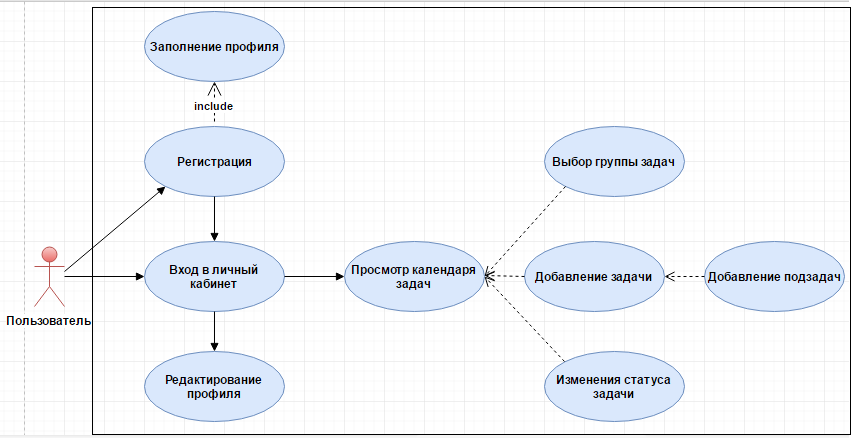 Заполнение профиля
include
Регистрация
Выбор группы задач
Вход в личный
кабинет
Просмотр календаря
задач
Добавление задачи
Добавление подзадач
Пользователь
Редактирование
профиля
Изменения статуса
задачи